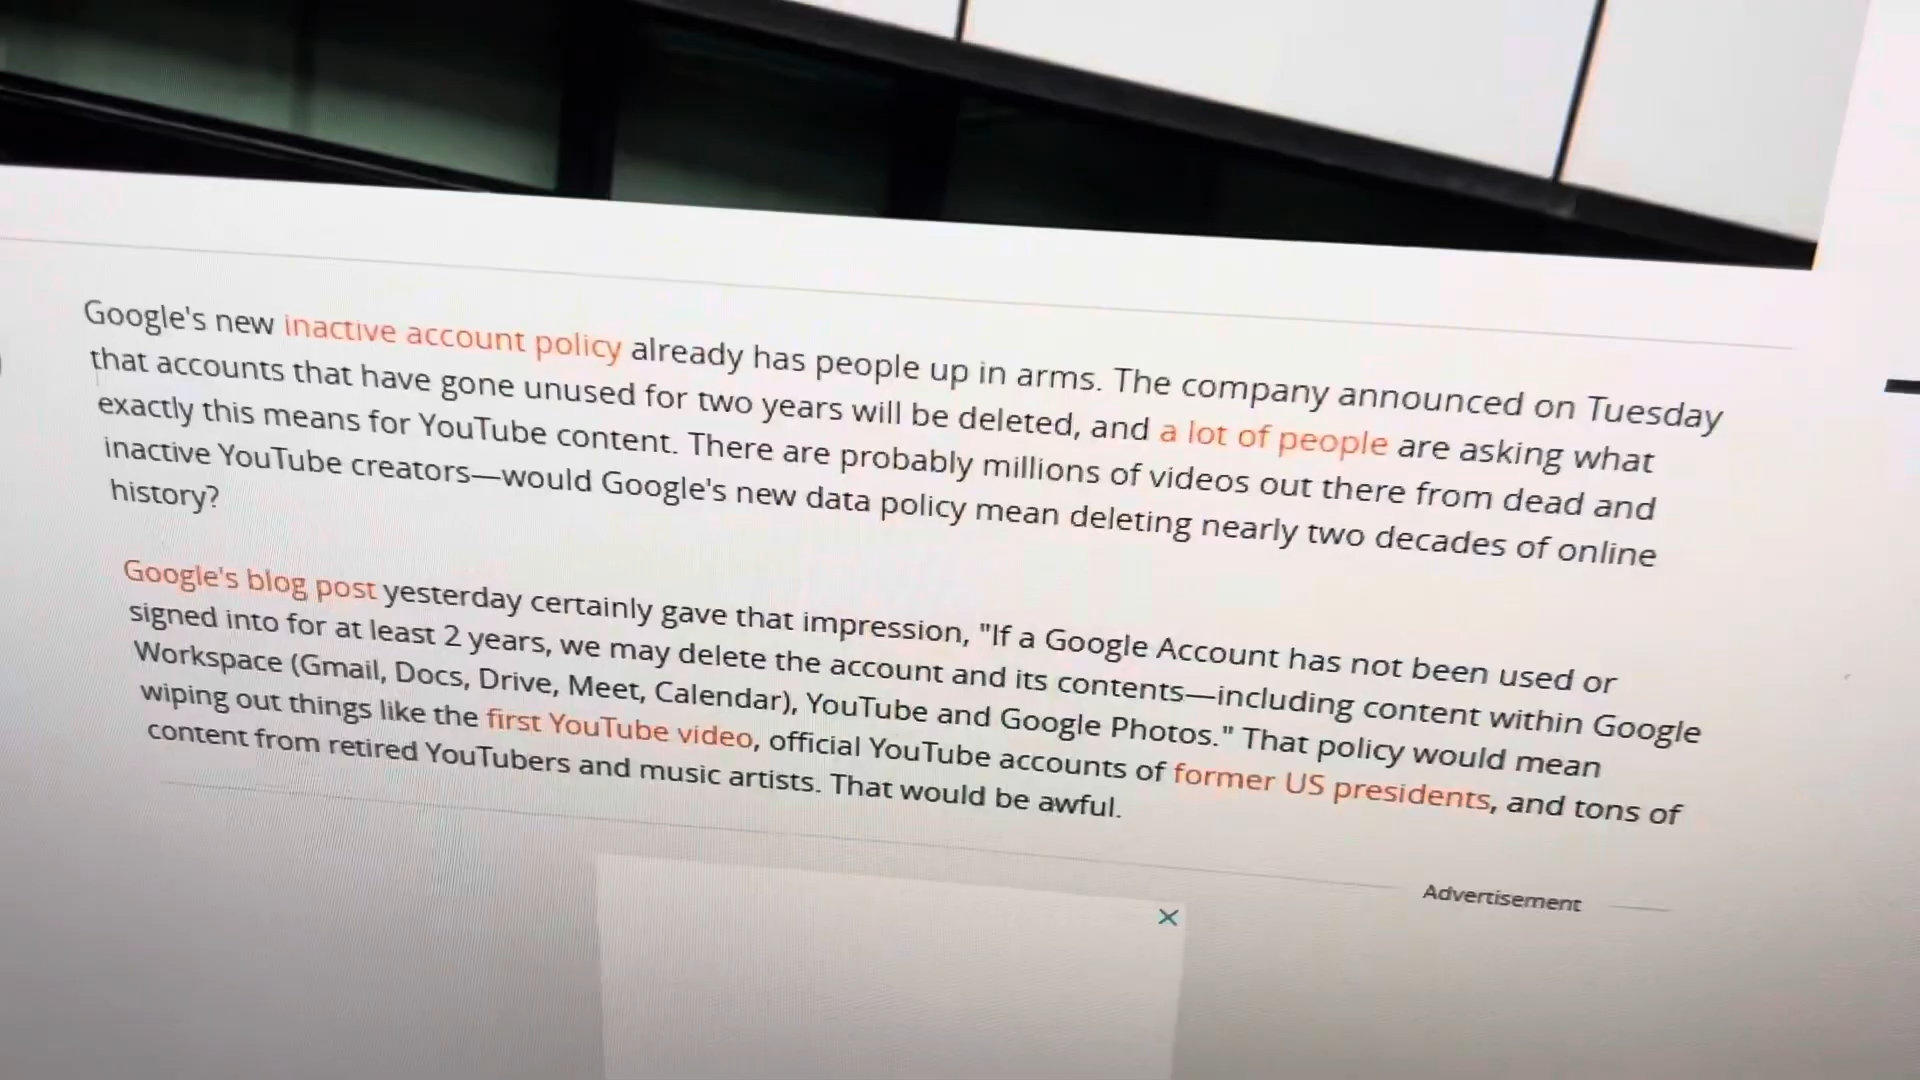 Google's new inactive account policy already has people up in arms. The company announced on Tuesday
that accounts that have gone unused for two years will be deleted, and a lot of people are asking what
exactly this means for YouTube content. There are probably millions of videos out there from dead and
inactive YouTube creators—would Google's new data policy mean deleting nearly two decades of online
history?
Google's blog post yesterday certainly gave that impression, "If a Google Account has not been used or
signed into for at least 2 years, we may delete the account and its contents—including content within Google
Workspace (Gmail, Docs, Drive, Meet, Calendar), YouTube and Google Photos." That policy would mean
wiping out things like the first YouTube video, official YouTube accounts of former US presidents, and tons of
content from retired YouTubers and music artists. That would be awful.
Advertisement